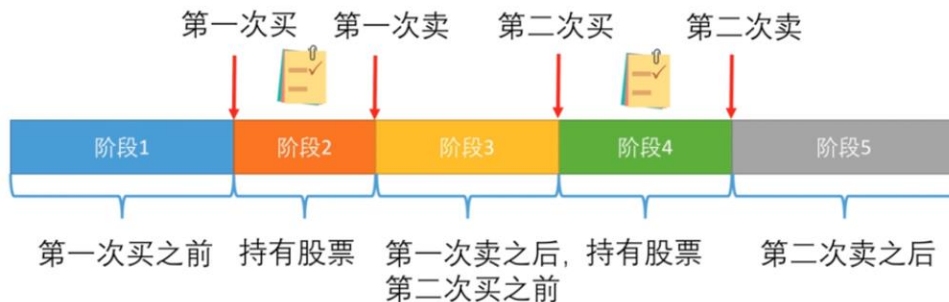 第一次买 第一次卖 第二次买 第二次卖
阶段1 阶段2 阶段3 阶段4 阶段5
第一次买之前 持有股票 第一次卖之后, 持有股票 第二次卖之后
第二次买之前